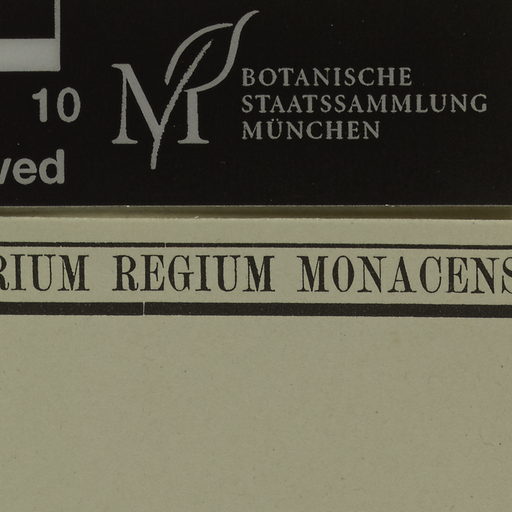 10
ved
M
BOTANISCHE
STAATSSAMMLUNG
MÜNCHEN
RIUM REGIUM MONACENS